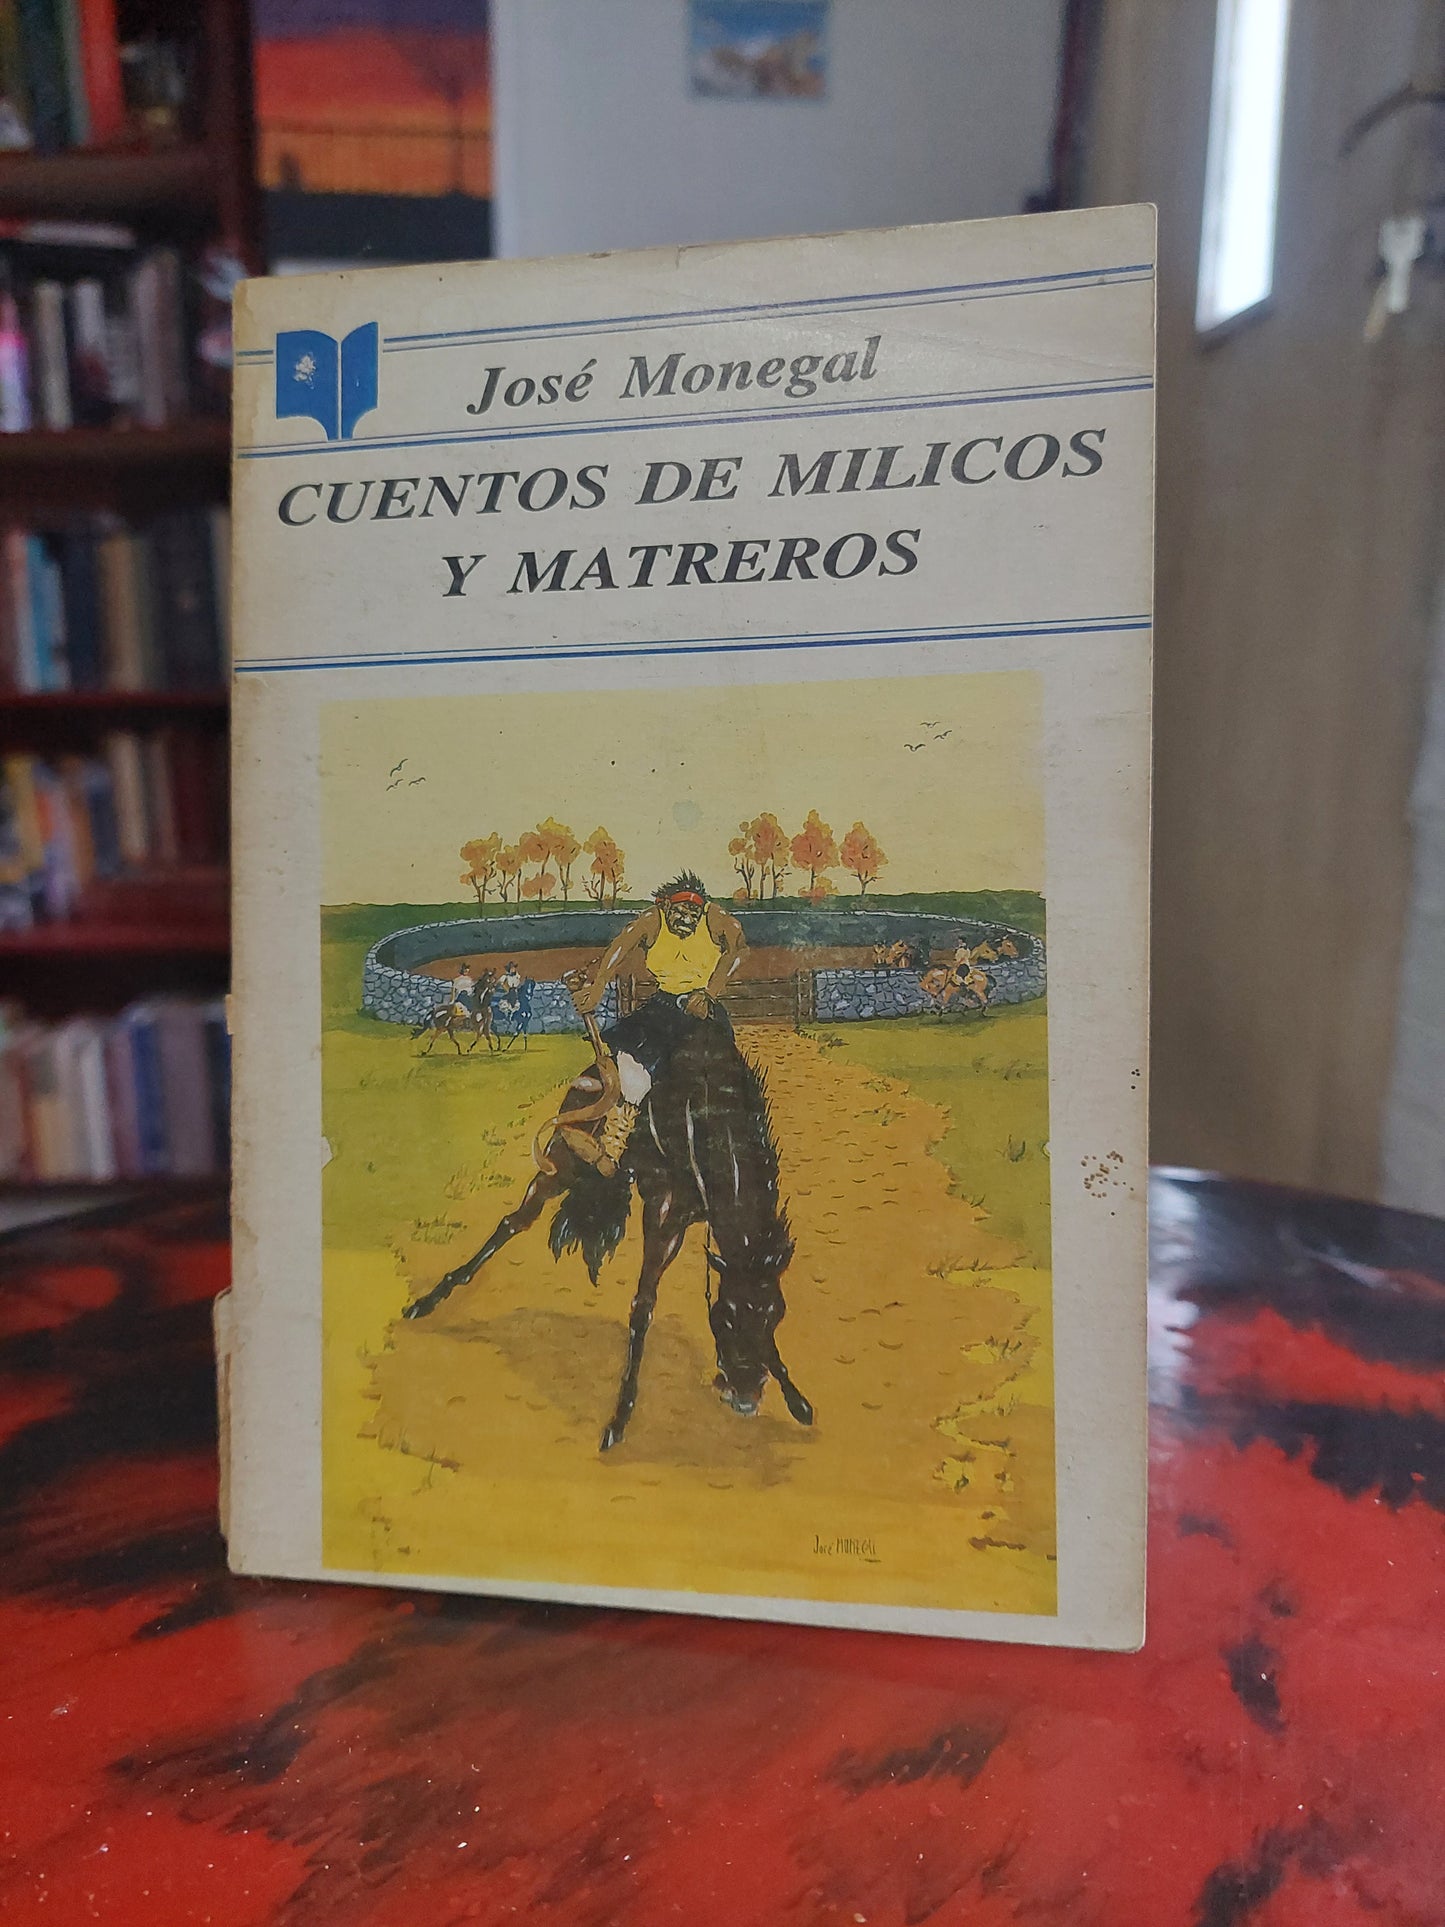 José Monegal
CUENTOS DE MILICOS
Y MATREROS
José MONEGAL